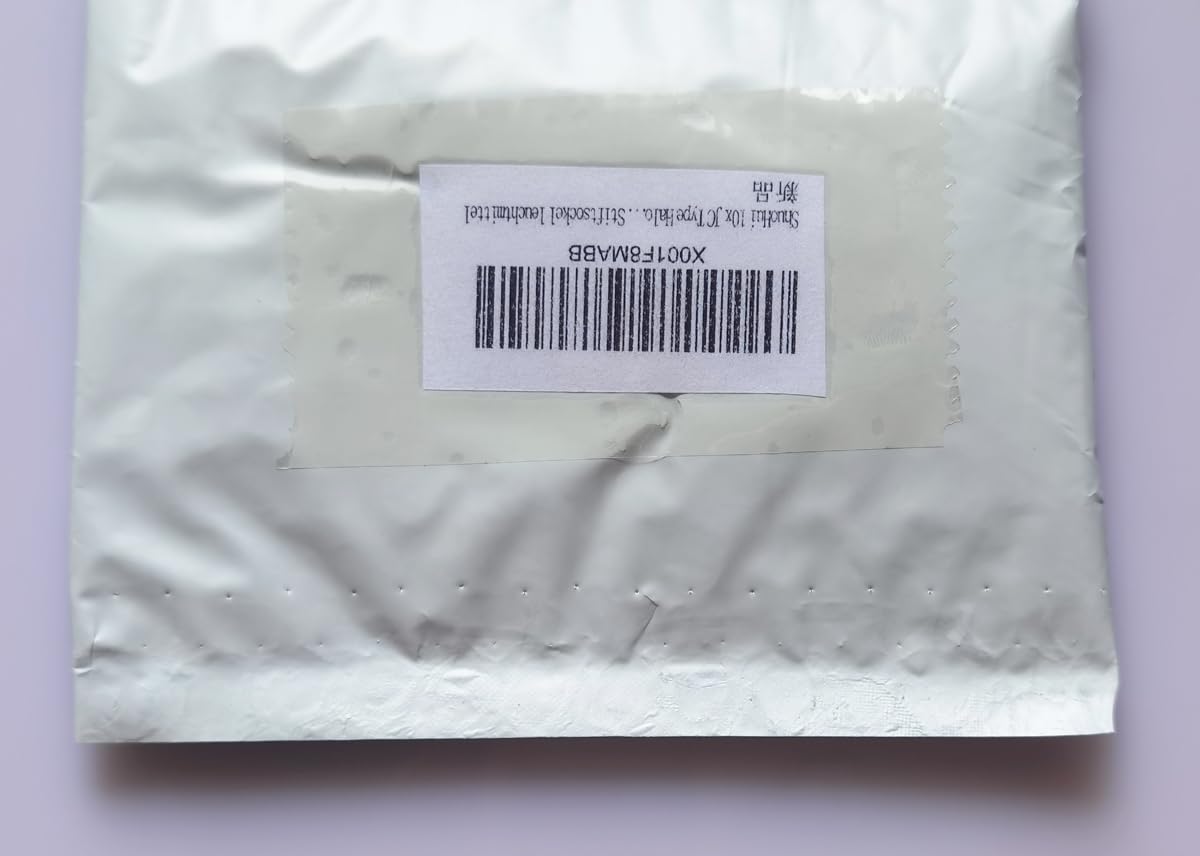 X001F8MABB
ShuoHui 10x JC Type Halo...Stiftsockel leuchtmittel
新品